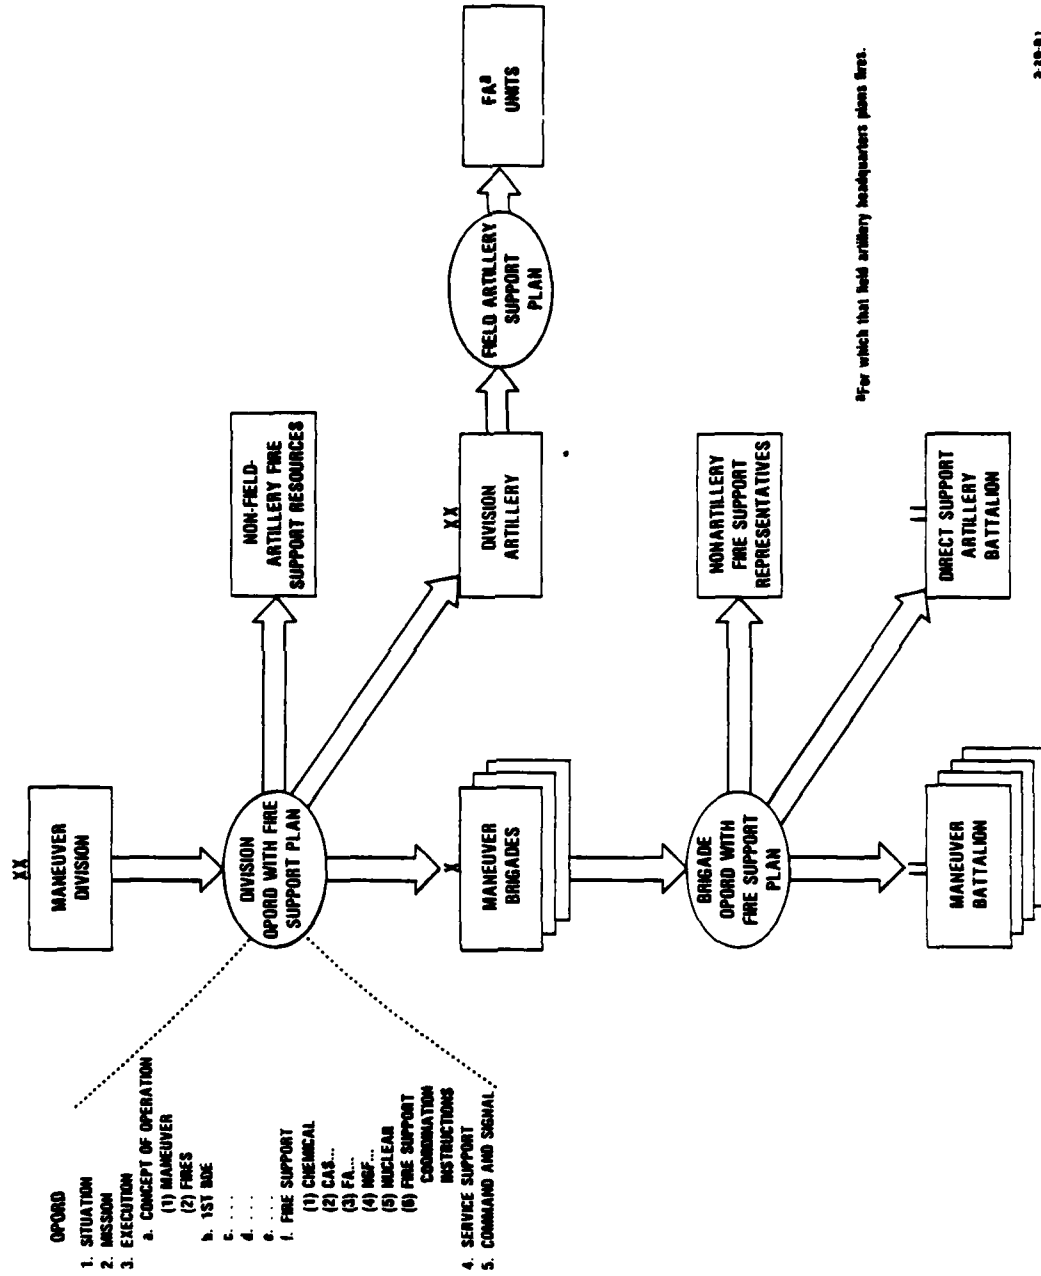 OPORD
1. SITUATION
2. MISSION
3. EXECUTION
a. CONCEPT OF OPERATION
(1) MANEUVER
(2) FIRES
b. 1ST BDE
c. ....
d. ....
e. ....
f. FIRE SUPPORT
(1) CHEMICAL
(2) CAS...
(3) FA...
(4) NGF...
(5) NUCLEAR
(6) FIRE SUPPORT
COORDINATION
INSTRUCTIONS
4. SERVICE SUPPORT
5. COMMAND AND SIGNAL
XX
MANEUVER
DIVISION
DIVISION
OPORD WITH FIRE
SUPPORT PLAN
NON-FIELD-
ARTILLERY FIRE
SUPPORT RESOURCES
X
MANEUVER
BRIGADES
XX
DIVISION
ARTILLERY
FIELD ARTILLERY
SUPPORT
PLAN
FAª
UNITS
BRIGADE
OPORD WITH
FIRE SUPPORT
PLAN
NONARTILLERY
FIRE SUPPORT
REPRESENTATIVES
II
MANEUVER
BATTALION
II
DIRECT SUPPORT
ARTILLERY
BATTALION
ªFor which that field artillery headquarters plans fires.